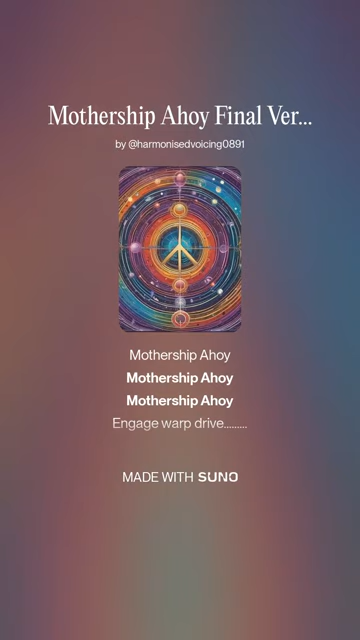 Mothership Ahoy Final Ver...
by @harmonisedvoicing0891
Mothership Ahoy
Mothership Ahoy
Mothership Ahoy
Engage warp drive.........
MADE WITH SUNO